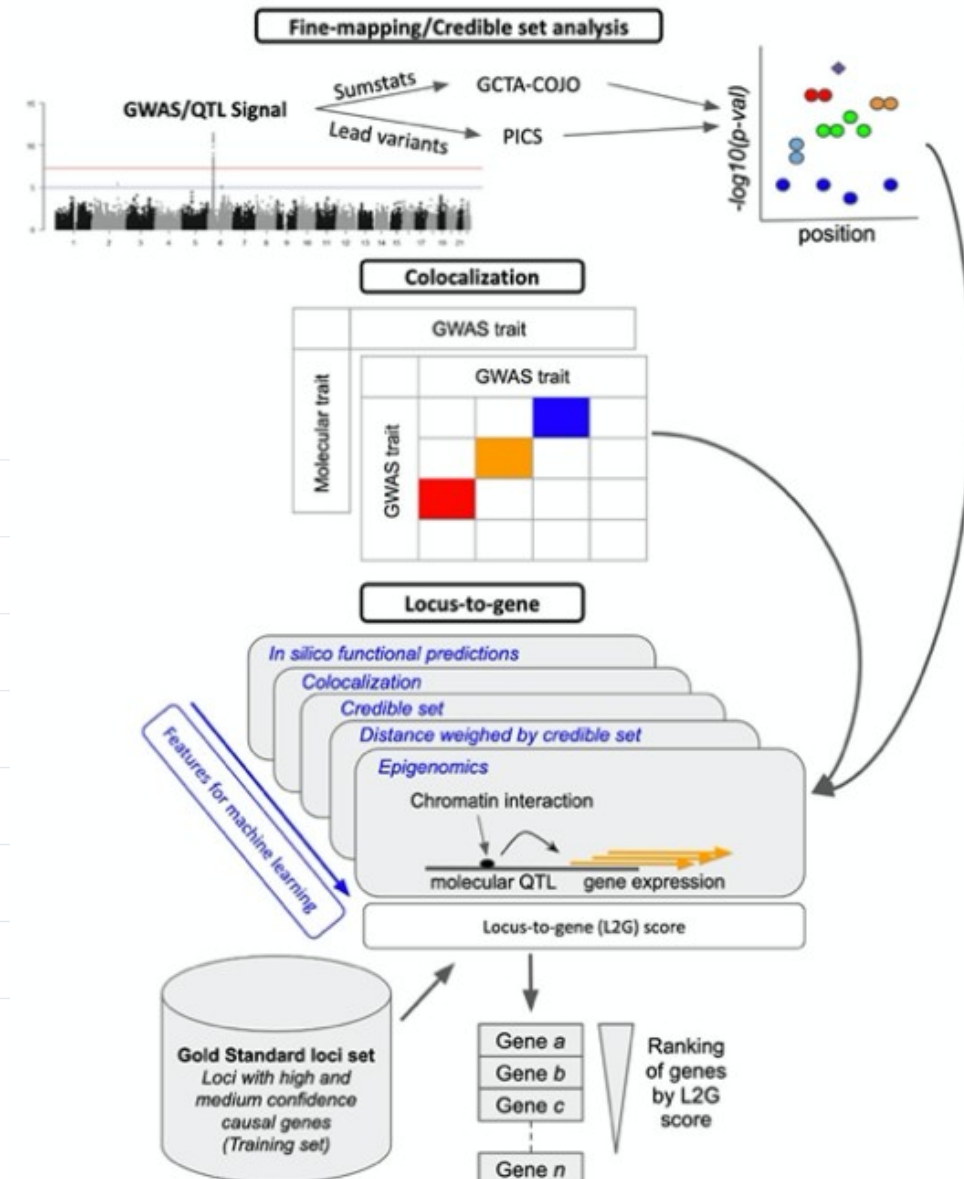 Fine-mapping/Credible set analysis
GWAS/QTL Signal
Sumstats
GCTA-COJO
Lead variants
PICS
-log10(p-val)
position
Colocalization
GWAS trait
Molecular trait
GWAS trait
GWAS trait
Locus-to-gene
In silico functional predictions
Colocalization
Credible set
Distance weighed by credible set
Epigenomics
Chromatin interaction
molecular QTL
gene expression
Features for machine learning
Locus-to-gene (L2G) score
Gold Standard loci set
Loci with high and
medium confidence
causal genes
(Training set)
Gene a
Gene b
Gene c
Gene n
Ranking
of genes
by L2G
score